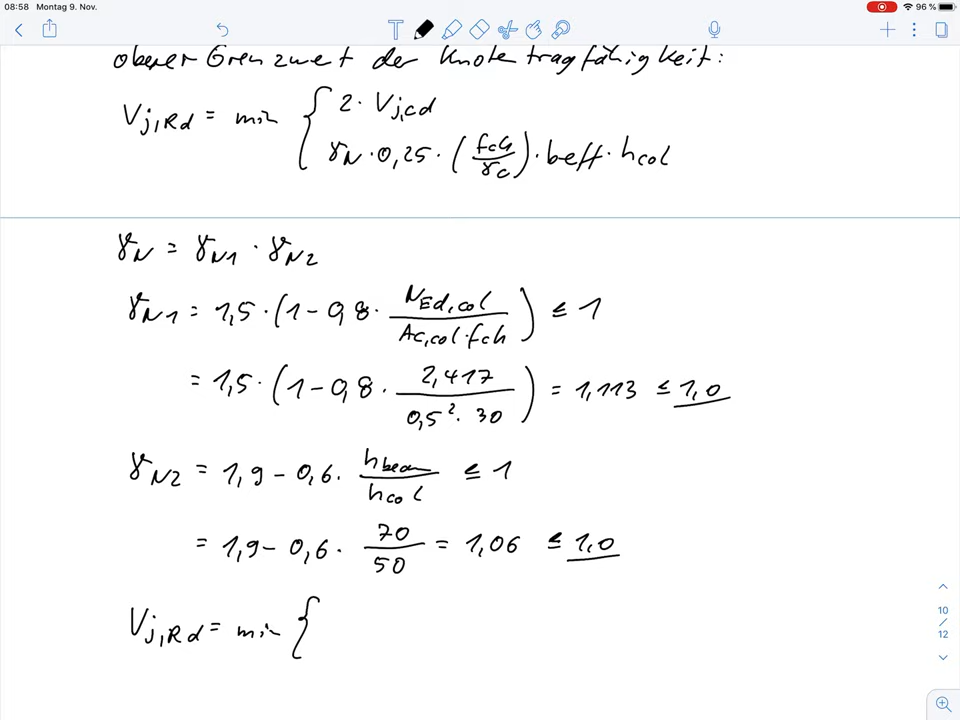 08:58 Montag 9. Nov.
96 %
oberer Grenzwert der Knotentragfähigkeit:
Vj,Rd = min { 2 · Vj,cd
γN · 0,25 · (fck/γc) · beff · hcol
γN = γN1 · γN2
γN1 = 1,5 · (1 - 0,8 · NEd,col / Ac,col · fck) ≤ 1
= 1,5 · (1 - 0,8 · 2,417 / 0,5² · 30) = 1,113 ≤ 1,0
γN2 = 1,9 - 0,6 · hbeam / hcol ≤ 1
= 1,9 - 0,6 · 70 / 50 = 1,06 ≤ 1,0
Vj,Rd = min {
10
/
12